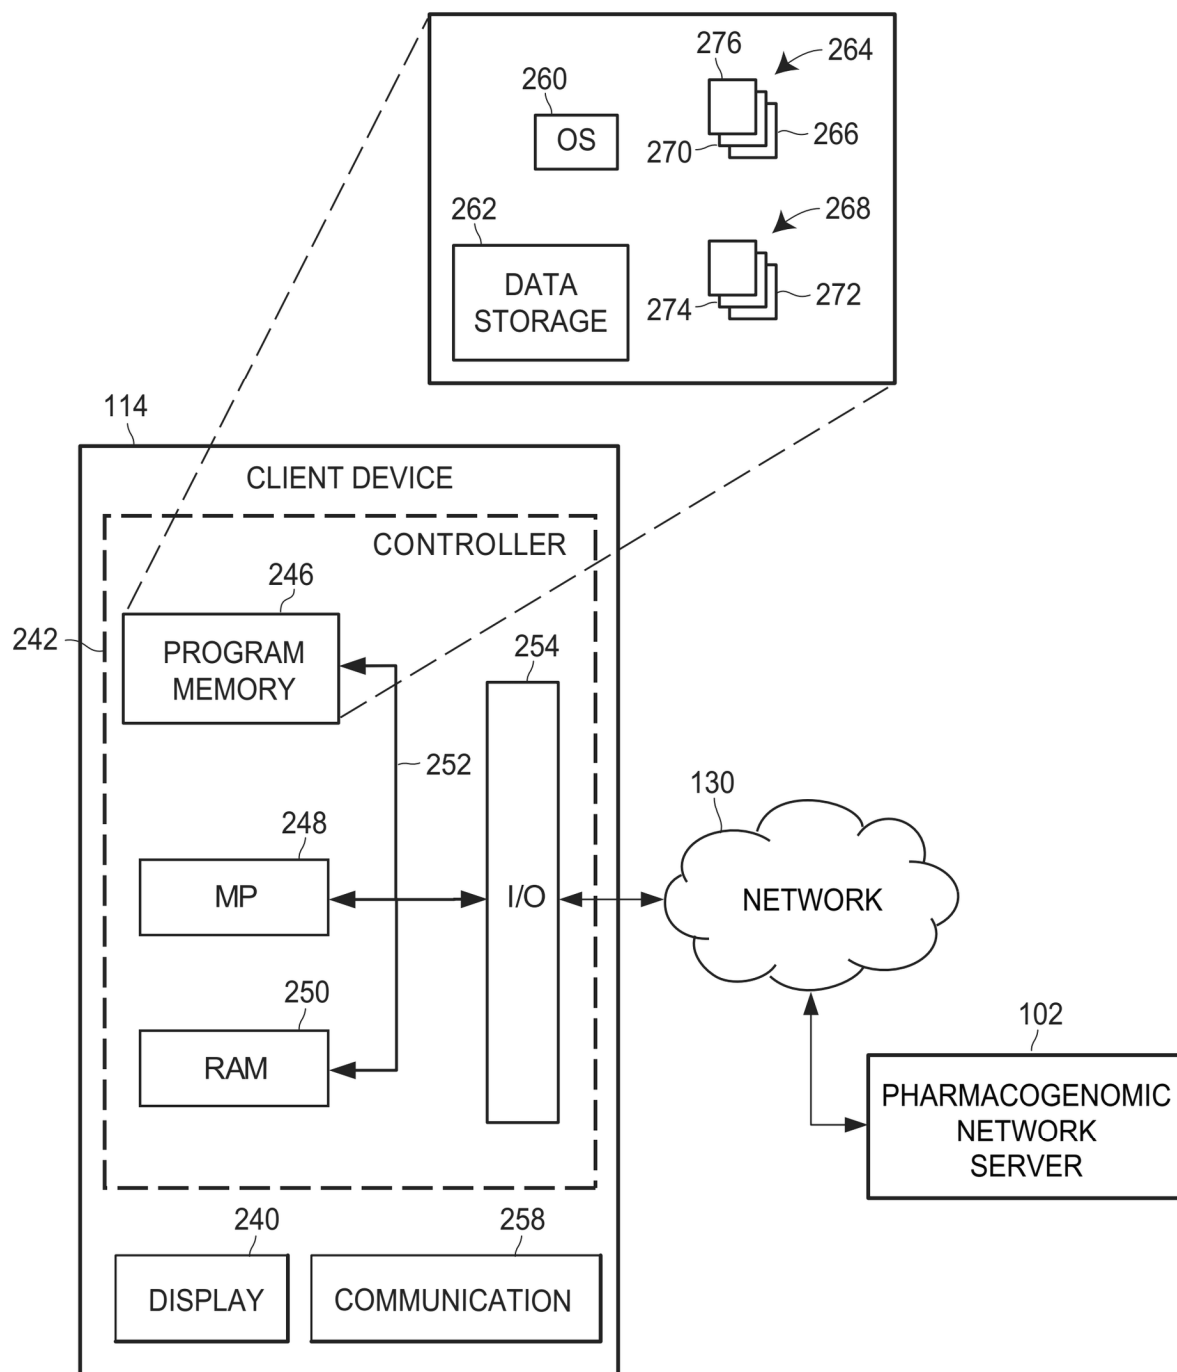 276
264
260
OS
270
266
262
268
DATA
STORAGE
274
272
114
CLIENT DEVICE
CONTROLLER
246
242
PROGRAM
MEMORY
254
252
130
248
MP
I/O
NETWORK
250
RAM
102
PHARMACOGENOMIC
NETWORK
SERVER
240
258
DISPLAY
COMMUNICATION